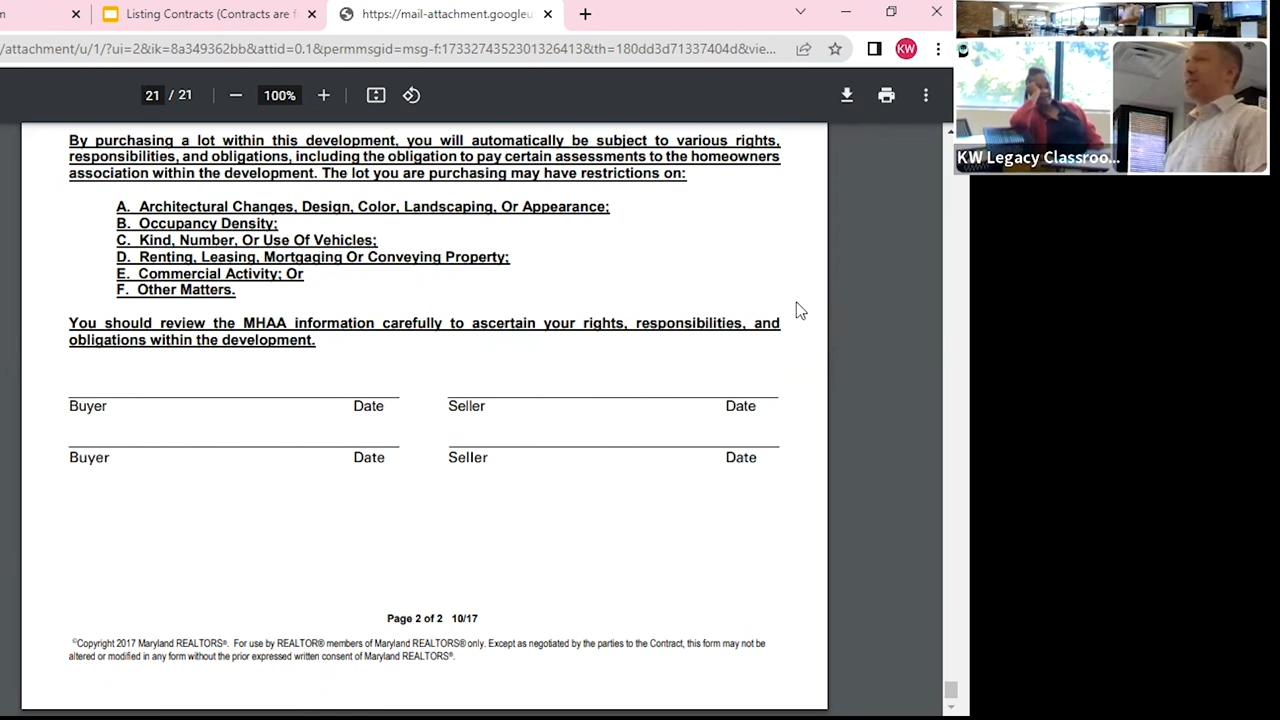 Listing Contracts (Contracts are f
https://mail-attachment.googleu
/attachment/u/1/?ui=2&ik=8a349362bb&attid=0.1&permmsgid=msg-f:1733274352301326413&th=180dd3d71337404d&vie...
KW
21 / 21
100%
KW Legacy Classroo...
By purchasing a lot within this development, you will automatically be subject to various rights,
responsibilities, and obligations, including the obligation to pay certain assessments to the homeowners
association within the development. The lot you are purchasing may have restrictions on:
A. Architectural Changes, Design, Color, Landscaping, Or Appearance;
B. Occupancy Density;
C. Kind, Number, Or Use Of Vehicles;
D. Renting, Leasing, Mortgaging Or Conveying Property;
E. Commercial Activity; Or
F. Other Matters.
You should review the MHAA information carefully to ascertain your rights, responsibilities, and
obligations within the development.
Buyer Date Seller Date
Buyer Date Seller Date
Page 2 of 2 10/17
©Copyright 2017 Maryland REALTORS®. For use by REALTOR® members of Maryland REALTORS® only. Except as negotiated by the parties to the Contract, this form may not be
altered or modified in any form without the prior expressed written consent of Maryland REALTORS®.